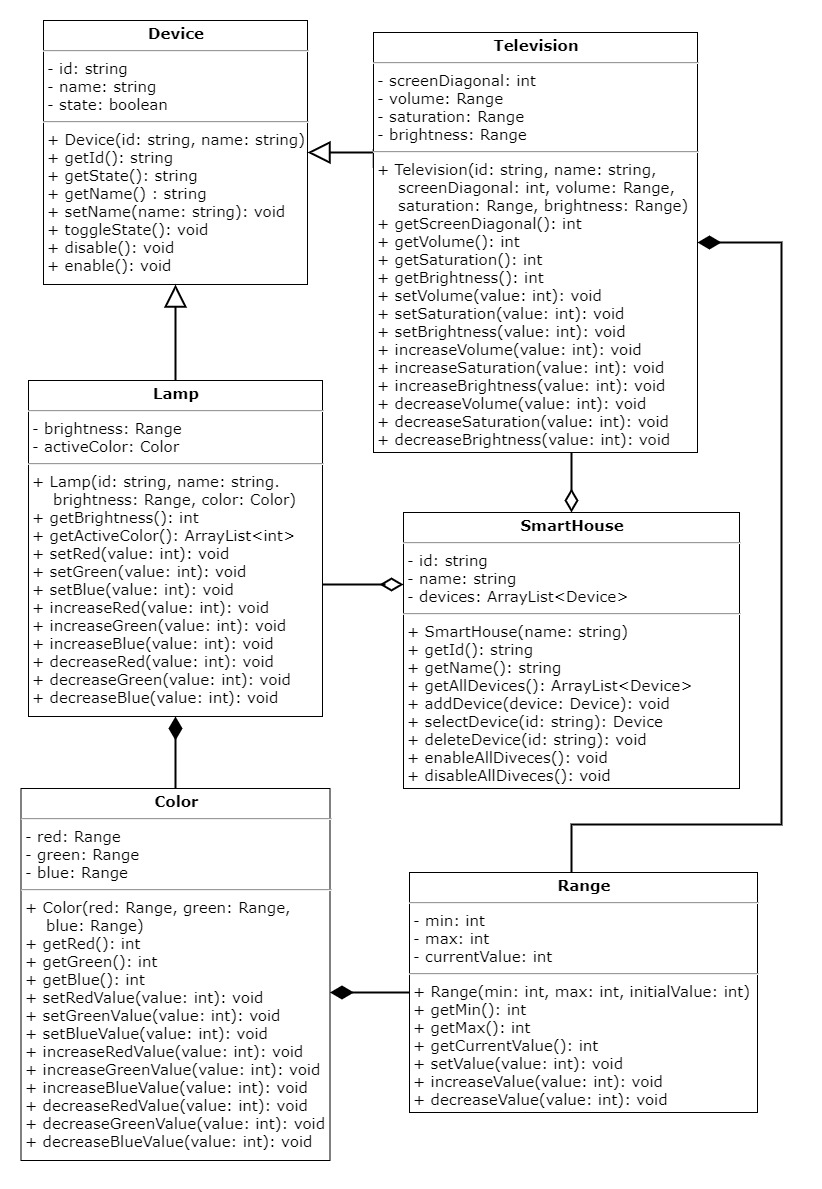 Device
- id: string
- name: string
- state: boolean
+ Device(id: string, name: string)
+ getId(): string
+ getState(): string
+ getName() : string
+ setName(name: string): void
+ toggleState(): void
+ disable(): void
+ enable(): void
Television
- screenDiagonal: int
- volume: Range
- saturation: Range
- brightness: Range
+ Television(id: string, name: string,
screenDiagonal: int, volume: Range,
saturation: Range, brightness: Range)
+ getScreenDiagonal(): int
+ getVolume(): int
+ getSaturation(): int
+ getBrightness(): int
+ setVolume(value: int): void
+ setSaturation(value: int): void
+ setBrightness(value: int): void
+ increaseVolume(value: int): void
+ increaseSaturation(value: int): void
+ increaseBrightness(value: int): void
+ decreaseVolume(value: int): void
+ decreaseSaturation(value: int): void
+ decreaseBrightness(value: int): void
Lamp
- brightness: Range
- activeColor: Color
+ Lamp(id: string, name: string.
brightness: Range, color: Color)
+ getBrightness(): int
+ getActiveColor(): ArrayList<int>
+ setRed(value: int): void
+ setGreen(value: int): void
+ setBlue(value: int): void
+ increaseRed(value: int): void
+ increaseGreen(value: int): void
+ increaseBlue(value: int): void
+ decreaseRed(value: int): void
+ decreaseGreen(value: int): void
+ decreaseBlue(value: int): void
SmartHouse
- id: string
- name: string
- devices: ArrayList<Device>
+ SmartHouse(name: string)
+ getId(): string
+ getName(): string
+ getAllDevices(): ArrayList<Device>
+ addDevice(device: Device): void
+ selectDevice(id: string): Device
+ deleteDevice(id: string): void
+ enableAllDiveces(): void
+ disableAllDiveces(): void
Color
- red: Range
- green: Range
- blue: Range
+ Color(red: Range, green: Range,
blue: Range)
+ getRed(): int
+ getGreen(): int
+ getBlue(): int
+ setRedValue(value: int): void
+ setGreenValue(value: int): void
+ setBlueValue(value: int): void
+ increaseRedValue(value: int): void
+ increaseGreenValue(value: int): void
+ increaseBlueValue(value: int): void
+ decreaseRedValue(value: int): void
+ decreaseGreenValue(value: int): void
+ decreaseBlueValue(value: int): void
Range
- min: int
- max: int
- currentValue: int
+ Range(min: int, max: int, initialValue: int)
+ getMin(): int
+ getMax(): int
+ getCurrentValue(): int
+ setValue(value: int): void
+ increaseValue(value: int): void
+ decreaseValue(value: int): void